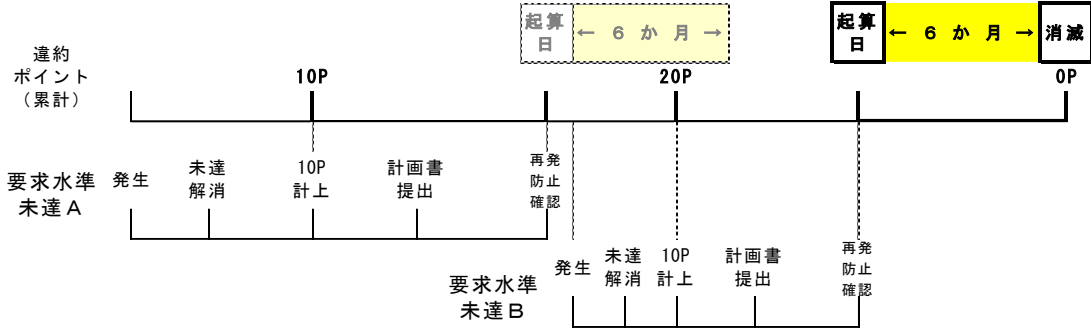 起算
日
← 6 か 月 →
起算
日
← 6 か 月 →
消滅
違約
ポイント
（累計）
10P
20P
0P
要求水準
未達A
発生
未達
解消
10P
計上
計画書
提出
再発
防止
確認
要求水準
未達B
発生
未達
解消
10P
計上
計画書
提出
再発
防止
確認